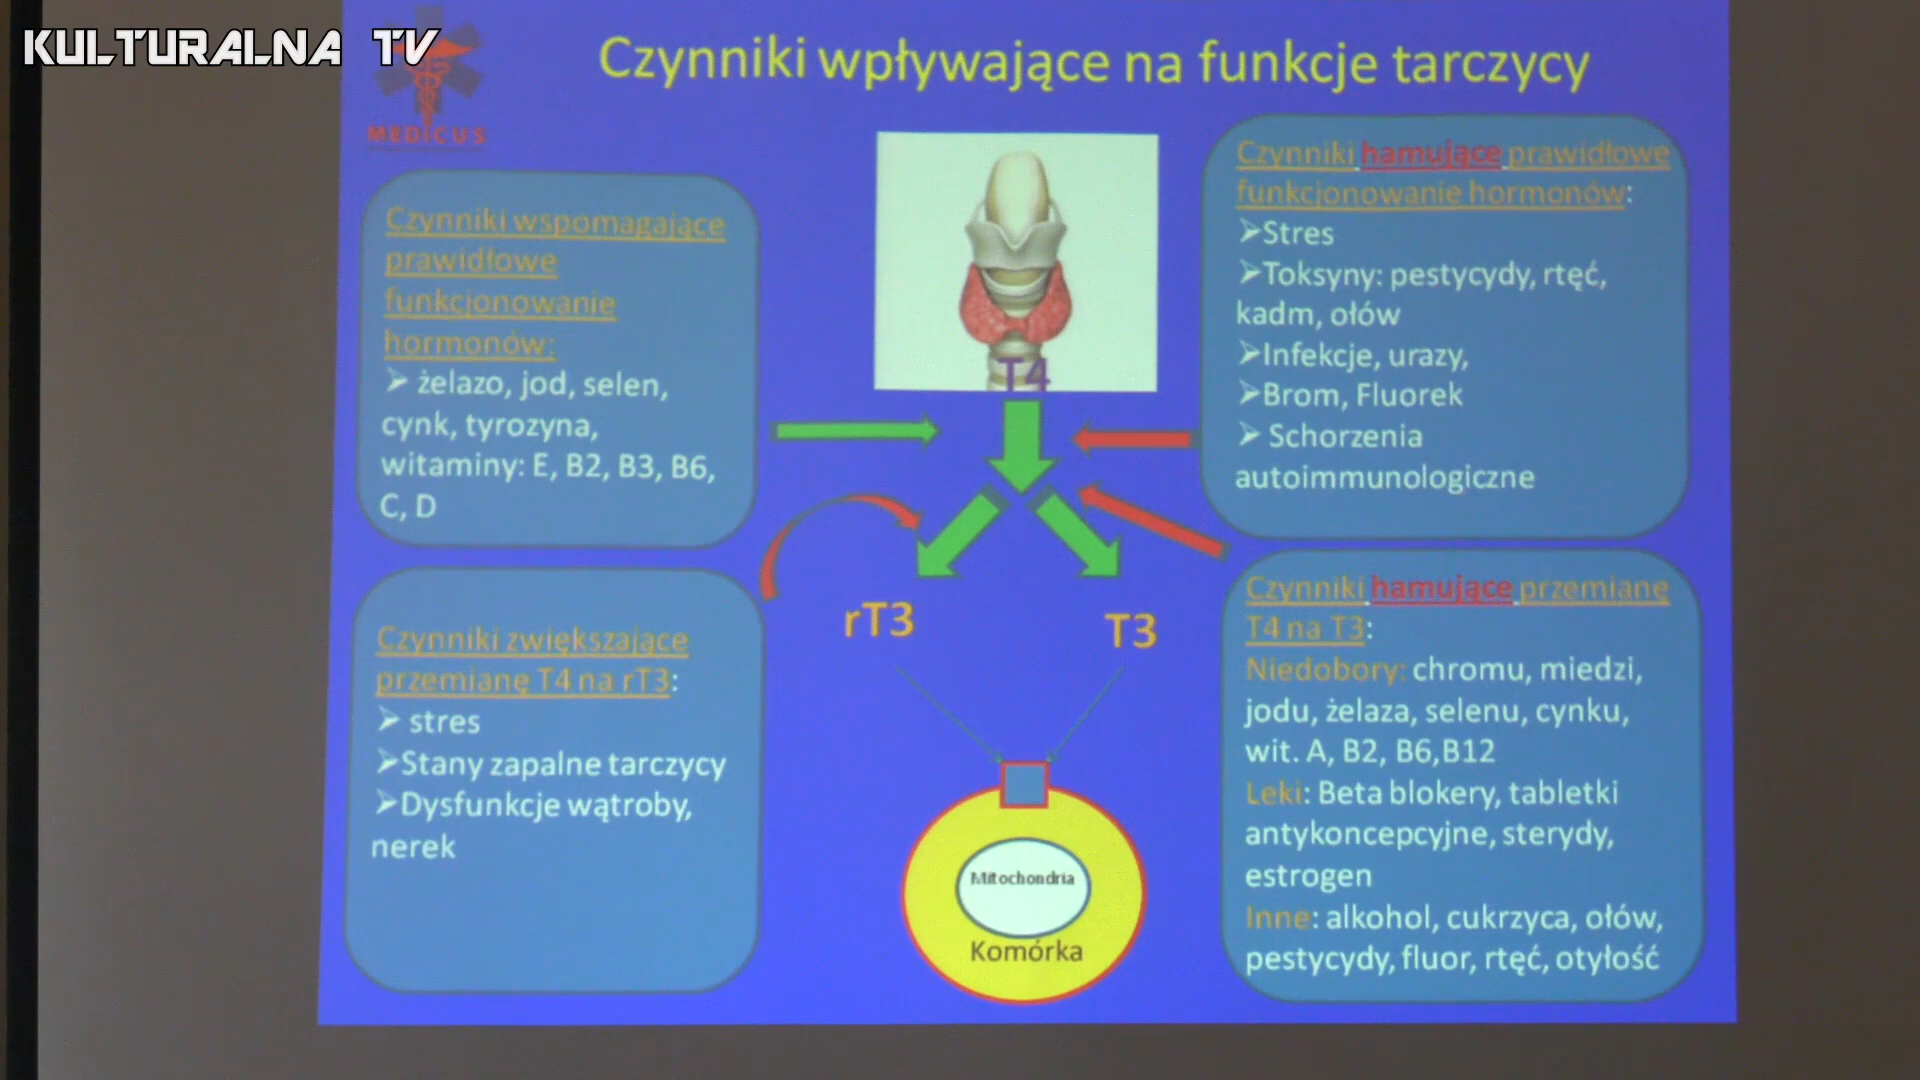 KULTURALNA TV
MEDICUS
Czynniki wpływające na funkcje tarczycy
Czynniki wspomagające
prawidłowe
funkcjonowanie
hormonów:
➢ żelazo, jod, selen,
cynk, tyrozyna,
witaminy: E, B2, B3, B6,
C, D
T4
Czynniki hamujące prawidłowe
funkcjonowanie hormonów:
➢Stres
➢Toksyny: pestycydy, rtęć,
kadm, ołów
➢Infekcje, urazy,
➢Brom, Fluorek
➢ Schorzenia
autoimmunologiczne
Czynniki zwiększające
przemianę T4 na rT3:
➢ stres
➢Stany zapalne tarczycy
➢Dysfunkcje wątroby,
nerek
rT3
T3
Mitochondria
Komórka
Czynniki hamujące przemianę
T4 na T3:
Niedobory: chromu, miedzi,
jodu, żelaza, selenu, cynku,
wit. A, B2, B6,B12
Leki: Beta blokery, tabletki
antykoncepcyjne, sterydy,
estrogen
Inne: alkohol, cukrzyca, ołów,
pestycydy, fluor, rtęć, otyłość